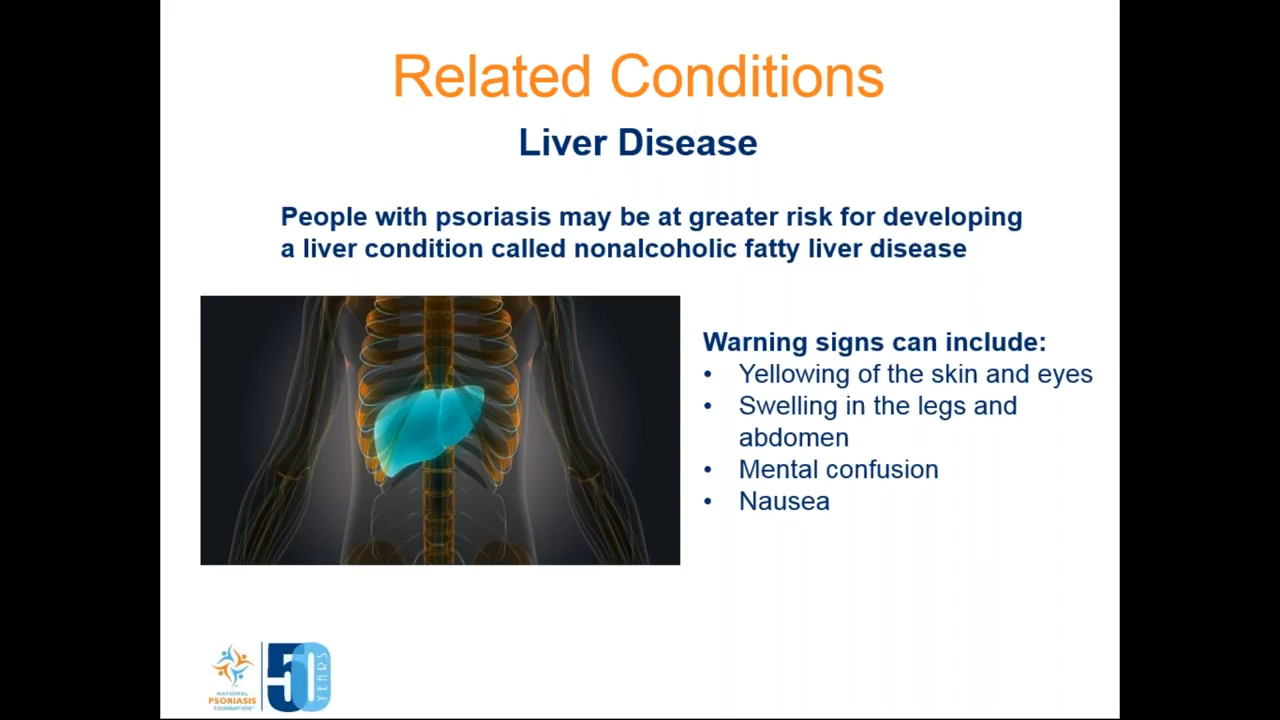 Related Conditions
Liver Disease
People with psoriasis may be at greater risk for developing
a liver condition called nonalcoholic fatty liver disease
Warning signs can include:
• Yellowing of the skin and eyes
• Swelling in the legs and
abdomen
• Mental confusion
• Nausea
NATIONAL
PSORIASIS
FOUNDATION
50
YEARS